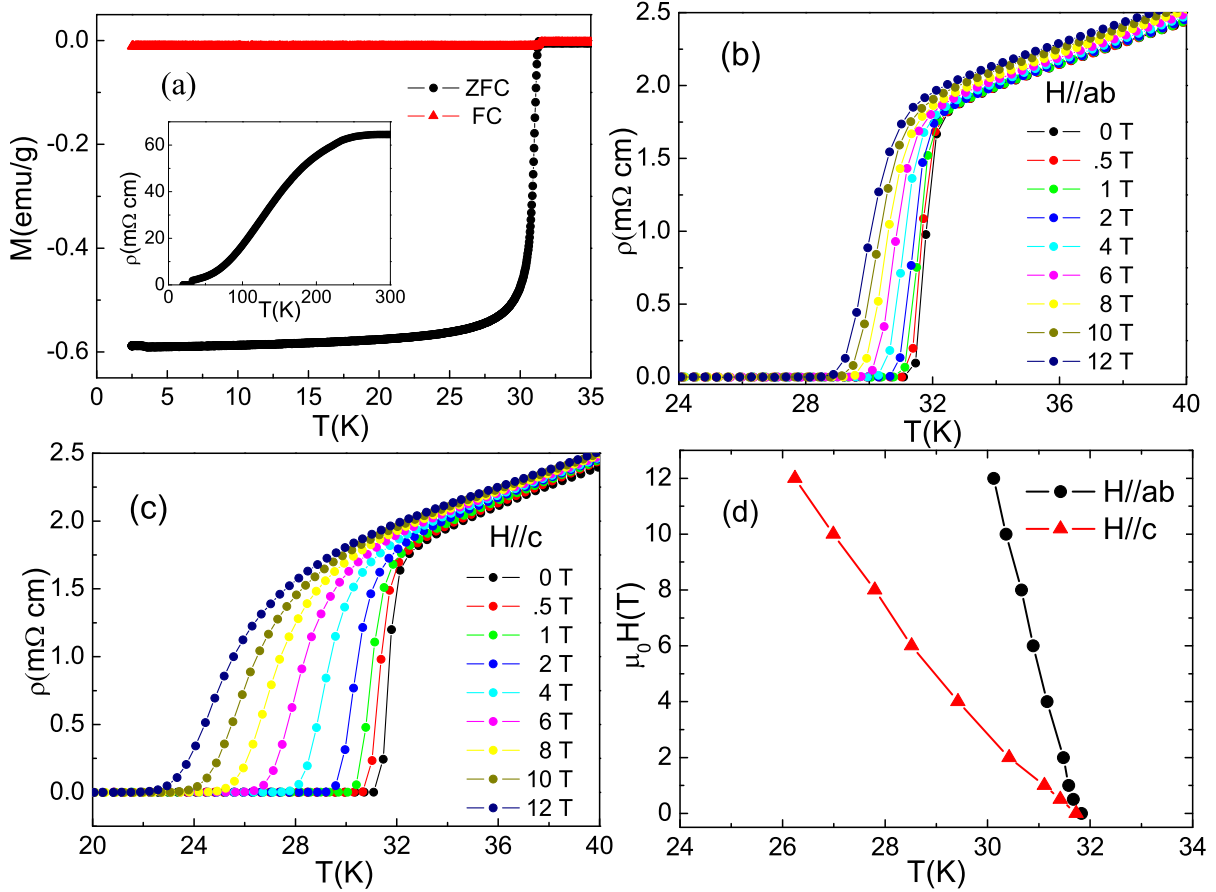 (a)
ZFC
FC
M(emu/g)
0.0
-0.2
-0.4
-0.6
0 5 10 15 20 25 30 35
T(K)
ρ(mΩ cm)
60
40
20
0
100 200 300
T(K)
(b)
H//ab
0 T
.5 T
1 T
2 T
4 T
6 T
8 T
10 T
12 T
ρ(mΩ cm)
2.5
2.0
1.5
1.0
0.5
0.0
24 28 32 36 40
T(K)
(c)
H//c
0 T
.5 T
1 T
2 T
4 T
6 T
8 T
10 T
12 T
ρ(mΩ cm)
2.5
2.0
1.5
1.0
0.5
0.0
20 24 28 32 36 40
T(K)
(d)
H//ab
H//c
μ0H(T)
12
10
8
6
4
2
0
24 26 28 30 32 34
T(K)